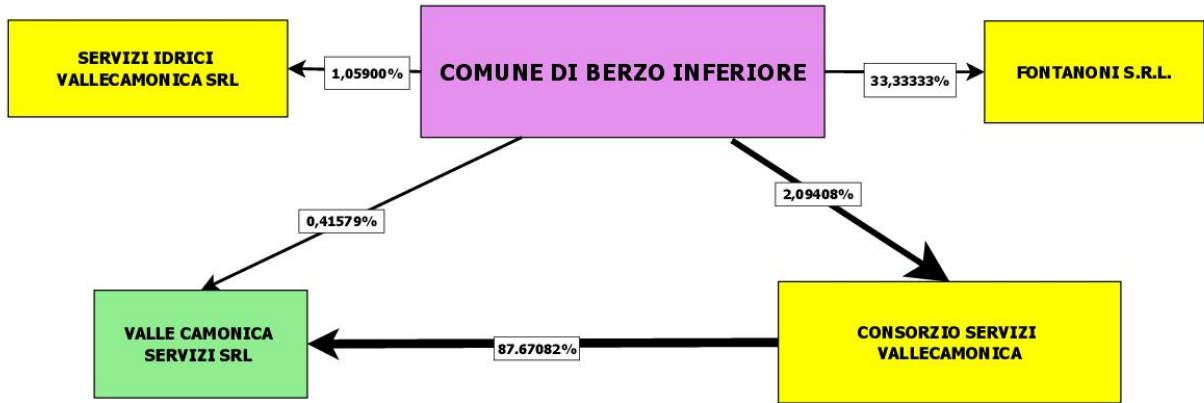 SERVIZI IDRICI
VALLECAMONICA SRL
1,05900%
COMUNE DI BERZO INFERIORE
33,33333%
FONTANONI S.R.L.
0,41579%
2,09408%
VALLE CAMONICA
SERVIZI SRL
87.67082%
CONSORZIO SERVIZI
VALLECAMONICA